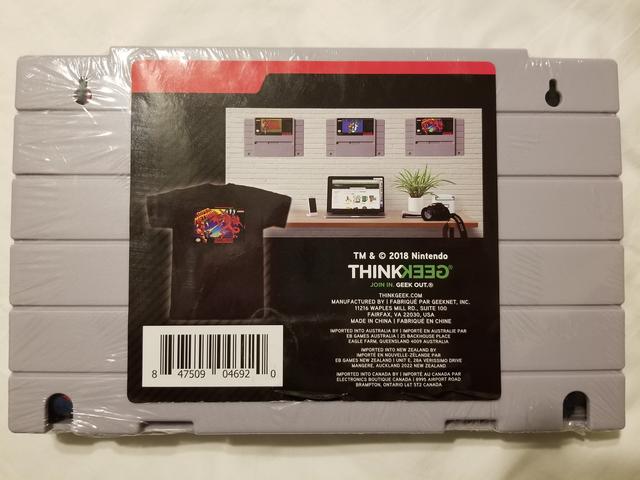 TM & © 2018 Nintendo
THINKGEEK®
JOIN IN. GEEK OUT.®
THINKGEEK.COM
MANUFACTURED BY | FABRIQUÉ PAR GEEKNET, INC.
11216 WAPLES MILL RD., SUITE 100
FAIRFAX, VA 22030, USA
MADE IN CHINA | FABRIQUÉ EN CHINE
IMPORTED INTO AUSTRALIA BY | IMPORTÉ EN AUSTRALIE PAR
EB GAMES AUSTRALIA | 25 BACKHOUSE PLACE
EAGLE FARM, QUEENSLAND 4009 AUSTRALIA
IMPORTED INTO NEW ZEALAND BY
IMPORTÉ EN NOUVELLE-ZÉLANDE PAR
EB GAMES NEW ZEALAND | UNIT E, 28A VERISSIMO DRIVE
MANGERE, AUCKLAND 2022 NEW ZEALAND
IMPORTED INTO CANADA BY | IMPORTÉ AU CANADA PAR
ELECTRONICS BOUTIQUE CANADA | 8995 AIRPORT ROAD
BRAMPTON, ONTARIO L6T 5T2 CANADA
8 47509 04692 0